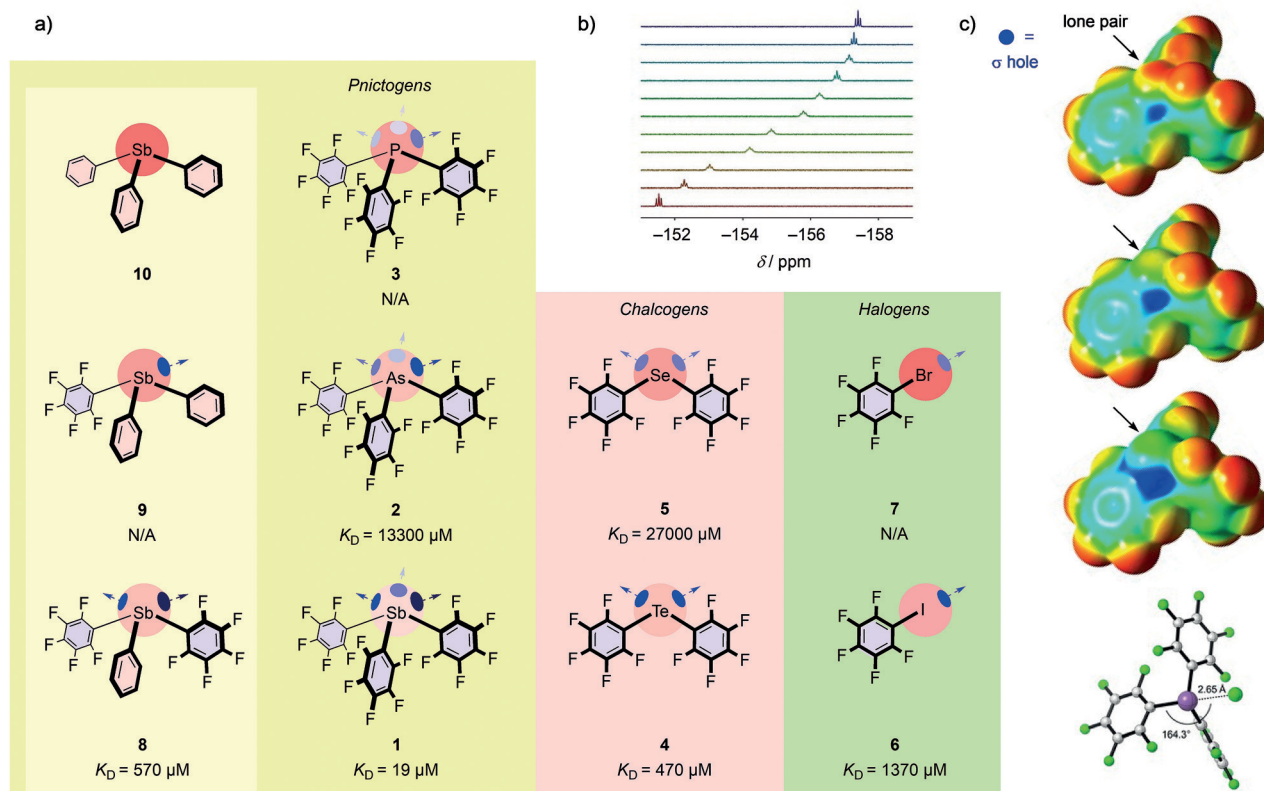 a)
Pnictogens
Sb
10
P
F F F F F
F F F F F
F F F F F
3
N/A
Sb
F F F F F
9
N/A
As
F F F F F
F F F F F
F F F F F
2
K_D = 13300 μM
Sb
F F F F F
F F F F F
8
K_D = 570 μM
Sb
F F F F F
F F F F F
F F F F F
1
K_D = 19 μM
b)
−152 −154 −156 −158
δ / ppm
Chalcogens
Se
F F F F F
F F F F F
5
K_D = 27000 μM
Te
F F F F F
F F F F F
4
K_D = 470 μM
Halogens
Br
F F F F F
7
N/A
I
F F F F F
6
K_D = 1370 μM
c)
lone pair
=
σ hole
2.65 Å
164.3°